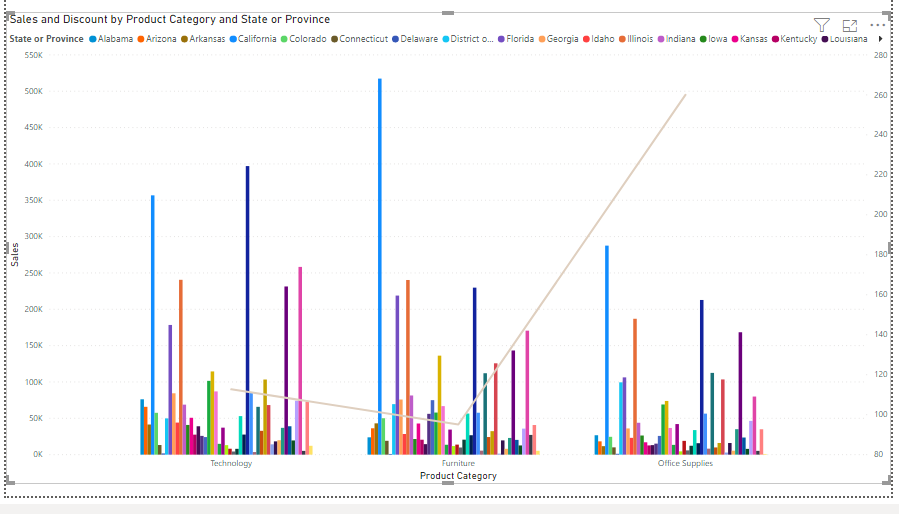 Sales and Discount by Product Category and State or Province
State or Province Alabama Arizona Arkansas California Colorado Connecticut Delaware District o... Florida Georgia Idaho Illinois Indiana Iowa Kansas Kentucky Louisiana
550K
500K
450K
400K
350K
300K
250K
200K
150K
100K
50K
0K
Sales
280
260
240
220
200
180
160
140
120
100
80
Technology
Furniture
Office Supplies
Product Category